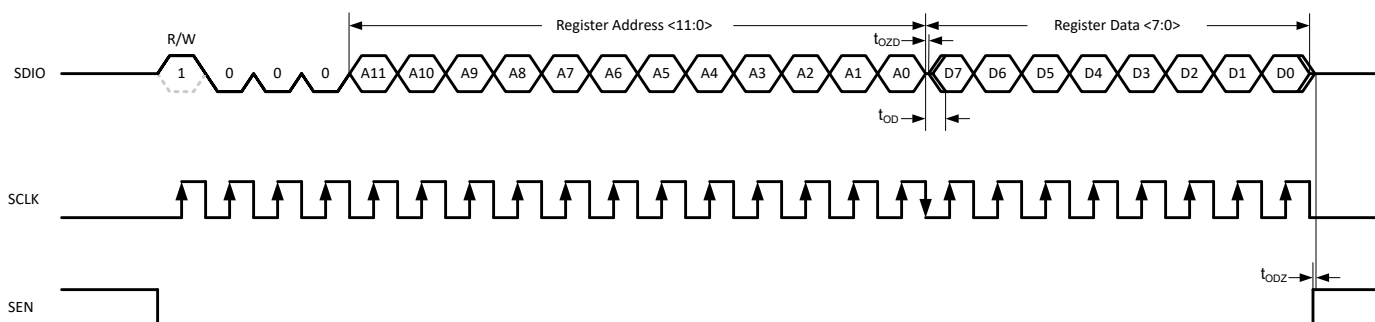 Register Address <11:0> Register Data <7:0>
R/W
tOZD
SDIO 1 0 0 0 A11 A10 A9 A8 A7 A6 A5 A4 A3 A2 A1 A0 D7 D6 D5 D4 D3 D2 D1 D0
tOD
SCLK
tODZ
SEN